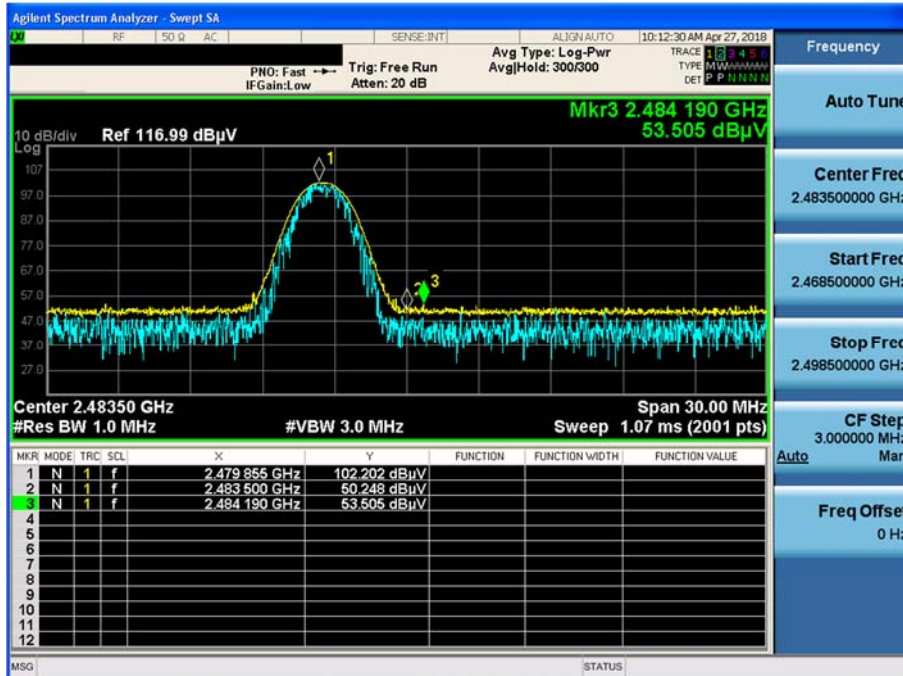 Agilent Spectrum Analyzer - Swept SA
LXI RF 50 Ω AC SENSE:INT ALIGN AUTO 10:12:30 AM Apr 27, 2018
Frequency
PNO: Fast Trig: Free Run Avg Type: Log-Pwr TRACE 1 2 3 4 5 6
IFGain:Low Atten: 20 dB Avg|Hold: 300/300 TYPE M W
DET P P N N N N
Mkr3 2.484 190 GHz
53.505 dBµV
10 dB/div Ref 116.99 dBµV
Log
107
97.0
87.0
77.0
67.0
57.0
47.0
37.0
27.0
1
2
3
Center 2.48350 GHz Span 30.00 MHz
#Res BW 1.0 MHz #VBW 3.0 MHz Sweep 1.07 ms (2001 pts)
MKR MODE TRC SCL X Y FUNCTION FUNCTION WIDTH FUNCTION VALUE
1 N 1 f 2.479 855 GHz 102.202 dBµV
2 N 1 f 2.483 500 GHz 50.248 dBµV
3 N 1 f 2.484 190 GHz 53.505 dBµV
4
5
6
7
8
9
10
11
12
MSG STATUS
Auto Tune
Center Freq
2.483500000 GHz
Start Freq
2.468500000 GHz
Stop Freq
2.498500000 GHz
CF Step
3.000000 MHz
Auto Man
Freq Offset
0 Hz